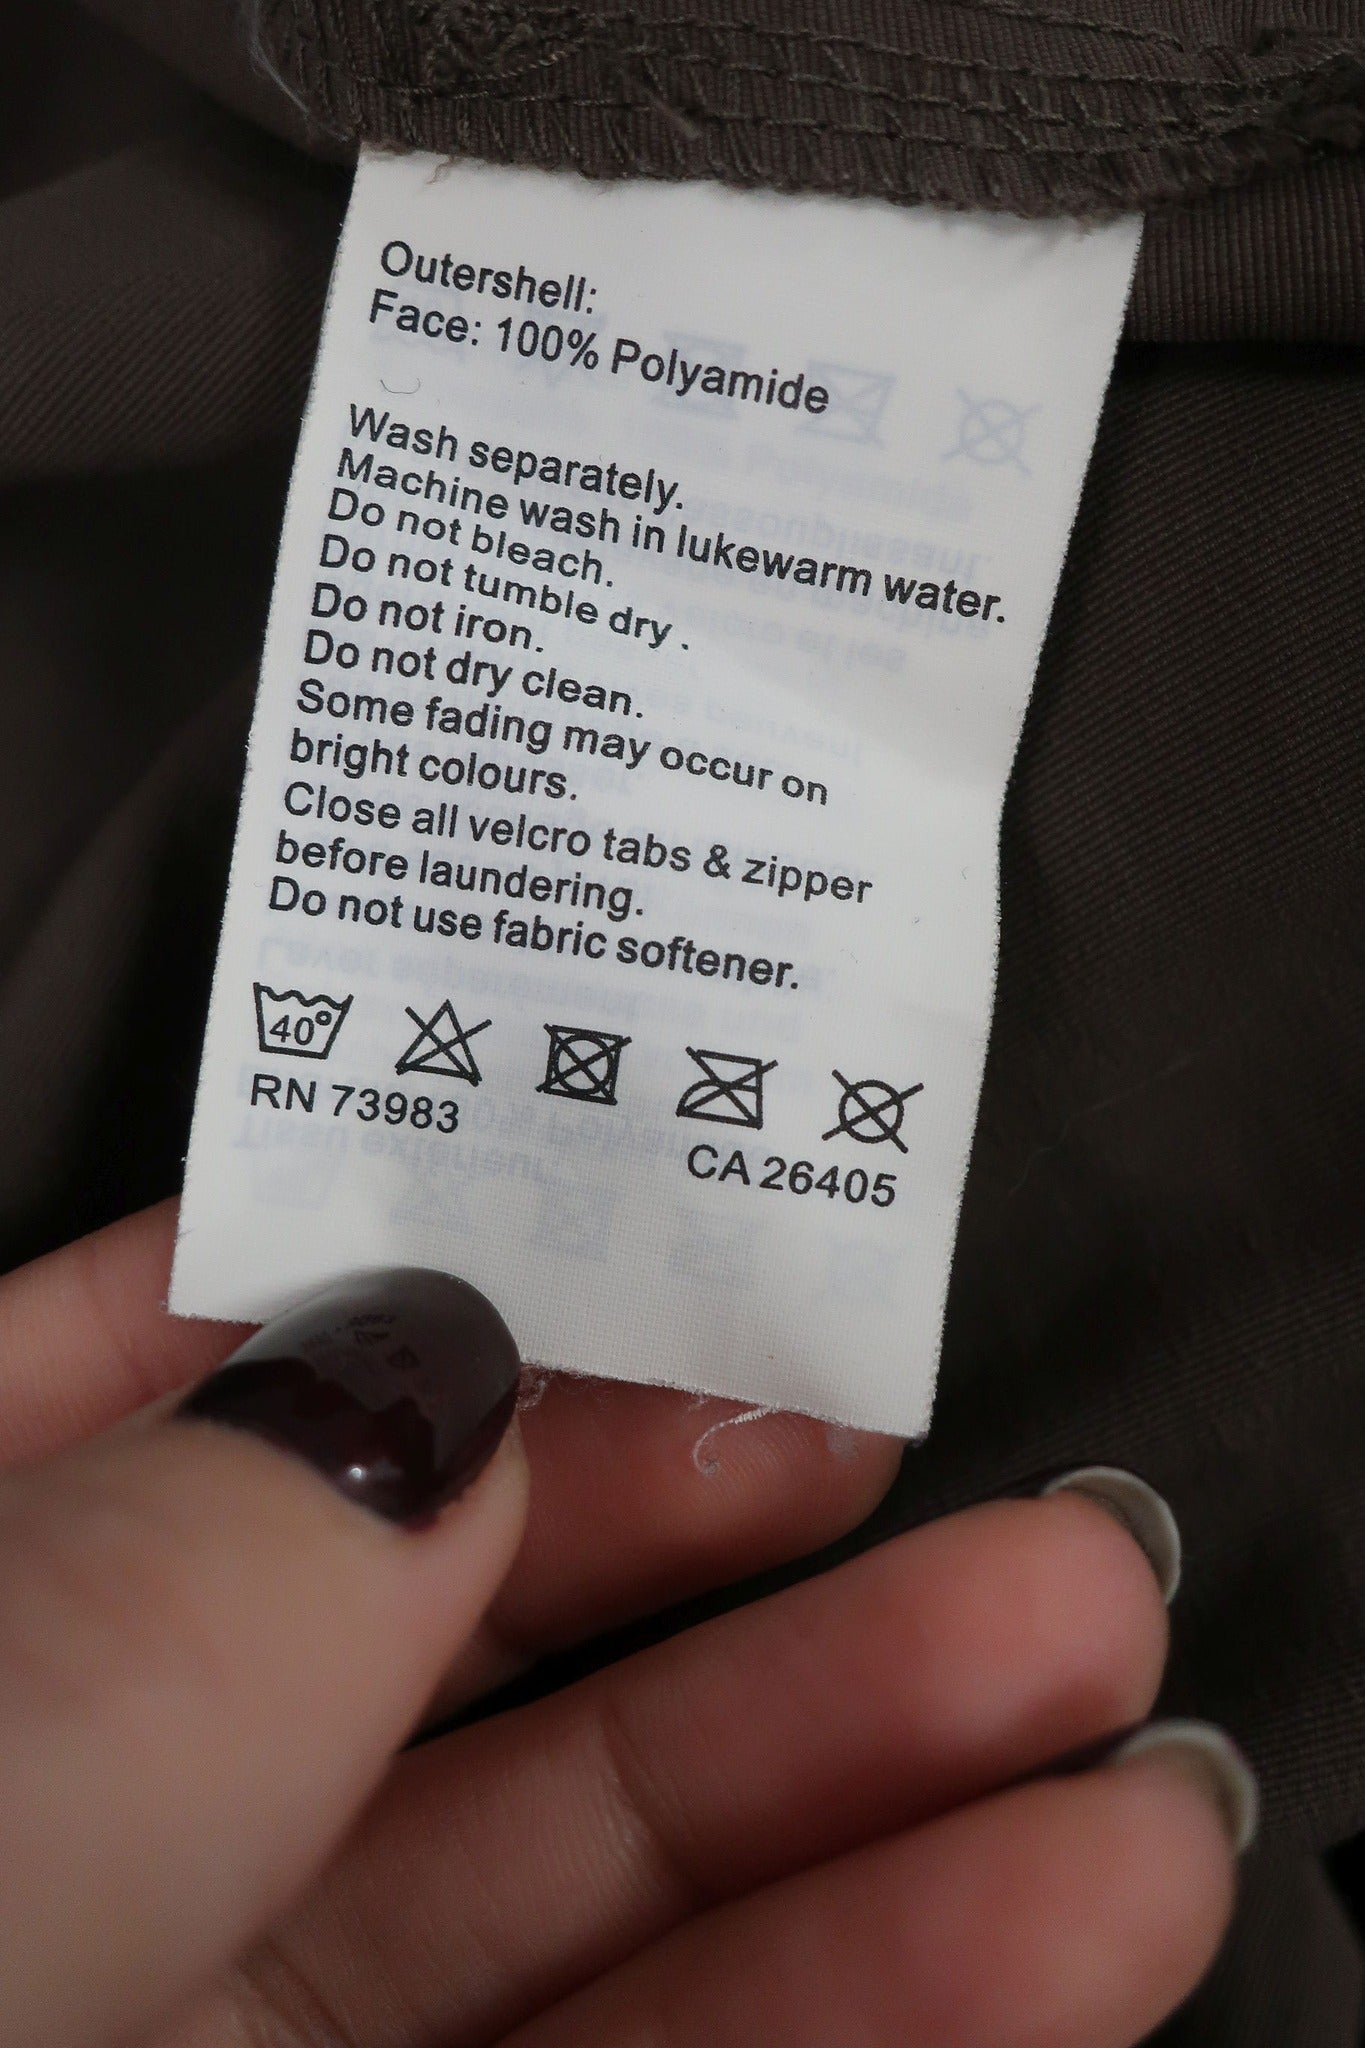 Outershell:
Face: 100% Polyamide
Wash separately.
Machine wash in lukewarm water.
Do not bleach.
Do not tumble dry .
Do not iron.
Do not dry clean.
Some fading may occur on
bright colours.
Close all velcro tabs & zipper
before laundering.
Do not use fabric softener.
40°
RN 73983
CA 26405